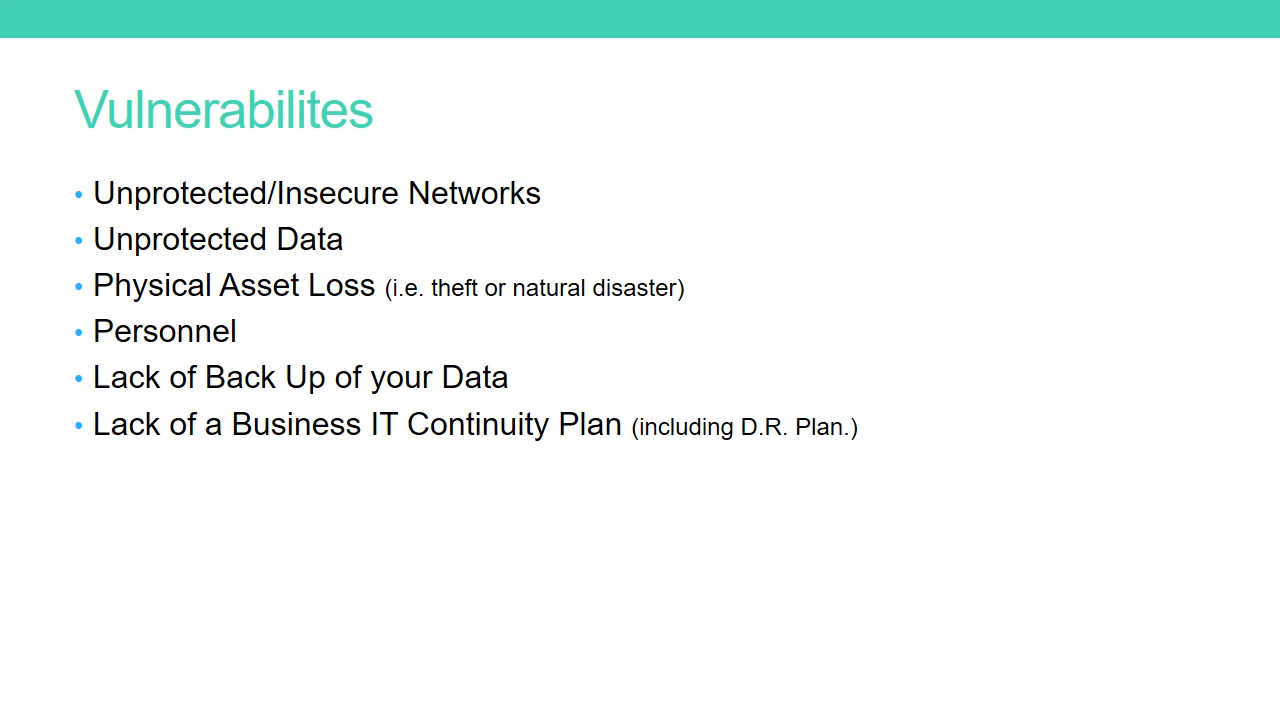 Vulnerabilites
• Unprotected/Insecure Networks
• Unprotected Data
• Physical Asset Loss (i.e. theft or natural disaster)
• Personnel
• Lack of Back Up of your Data
• Lack of a Business IT Continuity Plan (including D.R. Plan.)